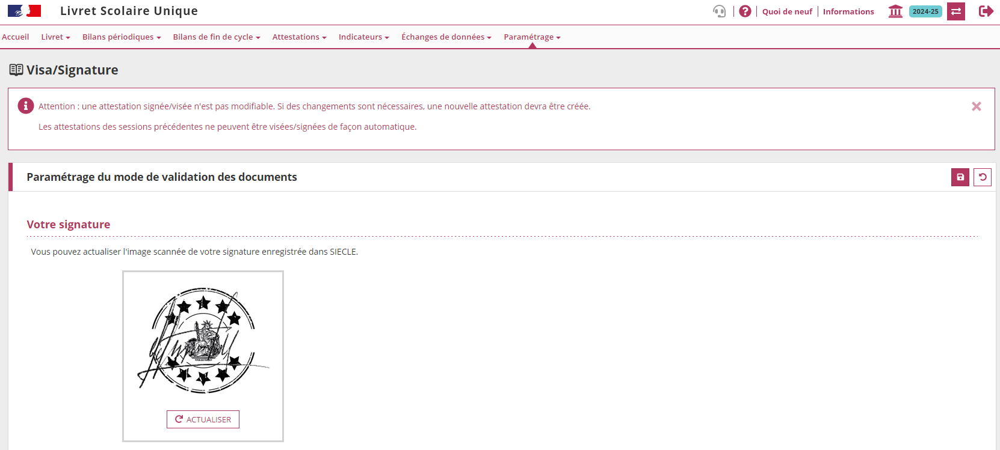 Livret Scolaire Unique
Quoi de neuf
Informations
2024-25
Accueil
Livret
Bilans périodiques
Bilans de fin de cycle
Attestations
Indicateurs
Échanges de données
Paramétrage
Visa/Signature
Attention : une attestation signée/visée n'est pas modifiable. Si des changements sont nécessaires, une nouvelle attestation devra être créée.
Les attestations des sessions précédentes ne peuvent être visées/signées de façon automatique.
Paramétrage du mode de validation des documents
Votre signature
Vous pouvez actualiser l'image scannée de votre signature enregistrée dans SIECLE.
ACTUALISER